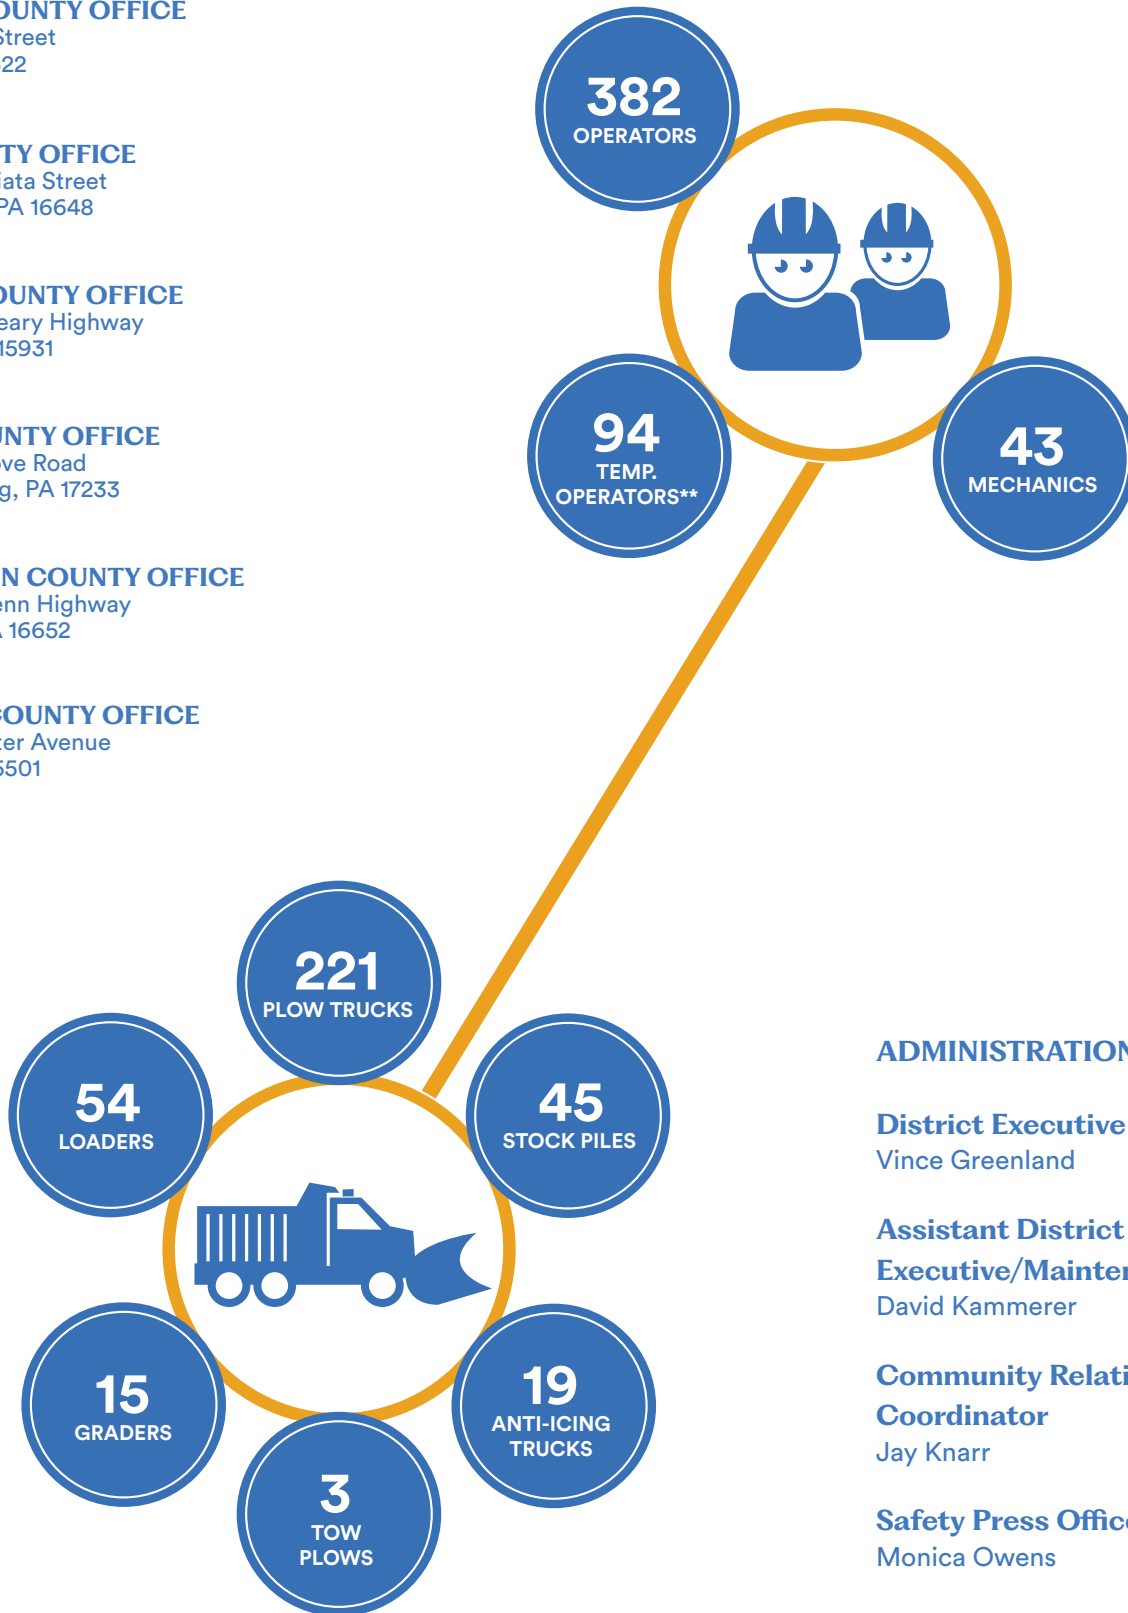 OUNTY OFFICE
Street
22
TY OFFICE
iata Street
PA 16648
OUNTY OFFICE
eary Highway
15931
UNTY OFFICE
ove Road
g, PA 17233
N COUNTY OFFICE
enn Highway
A 16652
COUNTY OFFICE
ter Avenue
5501
382
OPERATORS
94
TEMP.
OPERATORS**
43
MECHANICS
221
PLOW TRUCKS
54
LOADERS
45
STOCK PILES
15
GRADERS
19
ANTI-ICING
TRUCKS
3
TOW
PLOWS
ADMINISTRATION
District Executive
Vince Greenland
Assistant District
Executive/Mainten
David Kammerer
Community Relati
Coordinator
Jay Knarr
Safety Press Office
Monica Owens